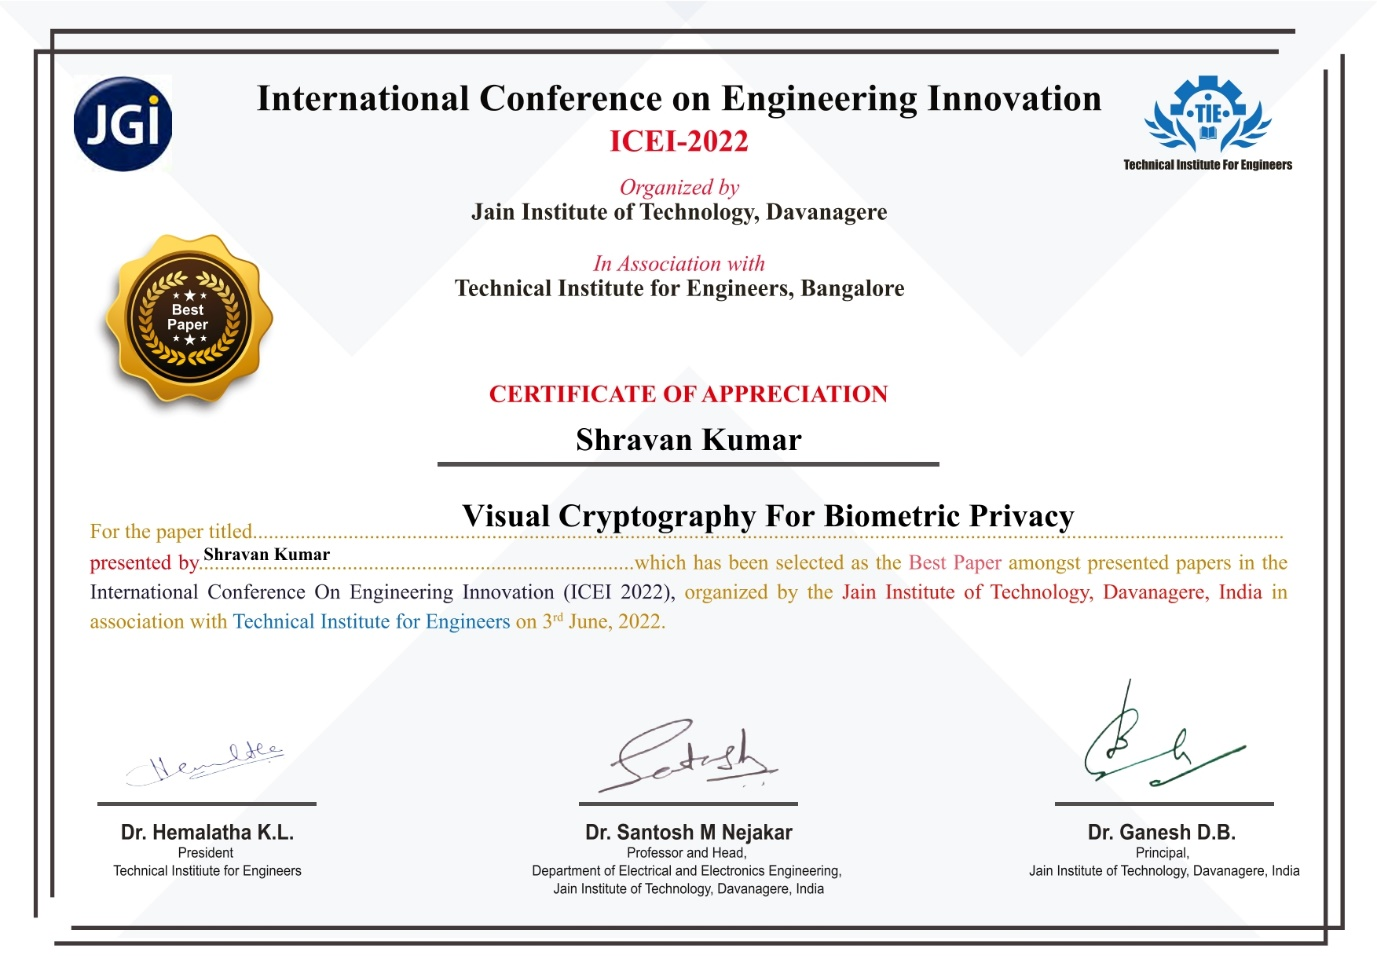 JGi
International Conference on Engineering Innovation
ICEI-2022
TIE
Technical Institute For Engineers
Organized by
Jain Institute of Technology, Davanagere
In Association with
Technical Institute for Engineers, Bangalore
Best
Paper
CERTIFICATE OF APPRECIATION
Shravan Kumar
For the paper titled Visual Cryptography For Biometric Privacy
presented by Shravan Kumar which has been selected as the Best Paper amongst presented papers in the
International Conference On Engineering Innovation (ICEI 2022), organized by the Jain Institute of Technology, Davanagere, India in
association with Technical Institute for Engineers on 3rd June, 2022.
Hemalatha
Santosh
Dr. Hemalatha K.L.
President
Technical Instiitute for Engineers
Dr. Santosh M Nejakar
Professor and Head,
Department of Electrical and Electronics Engineering,
Jain Institute of Technology, Davanagere, India
Dr. Ganesh D.B.
Principal,
Jain Institute of Technology, Davanagere, India